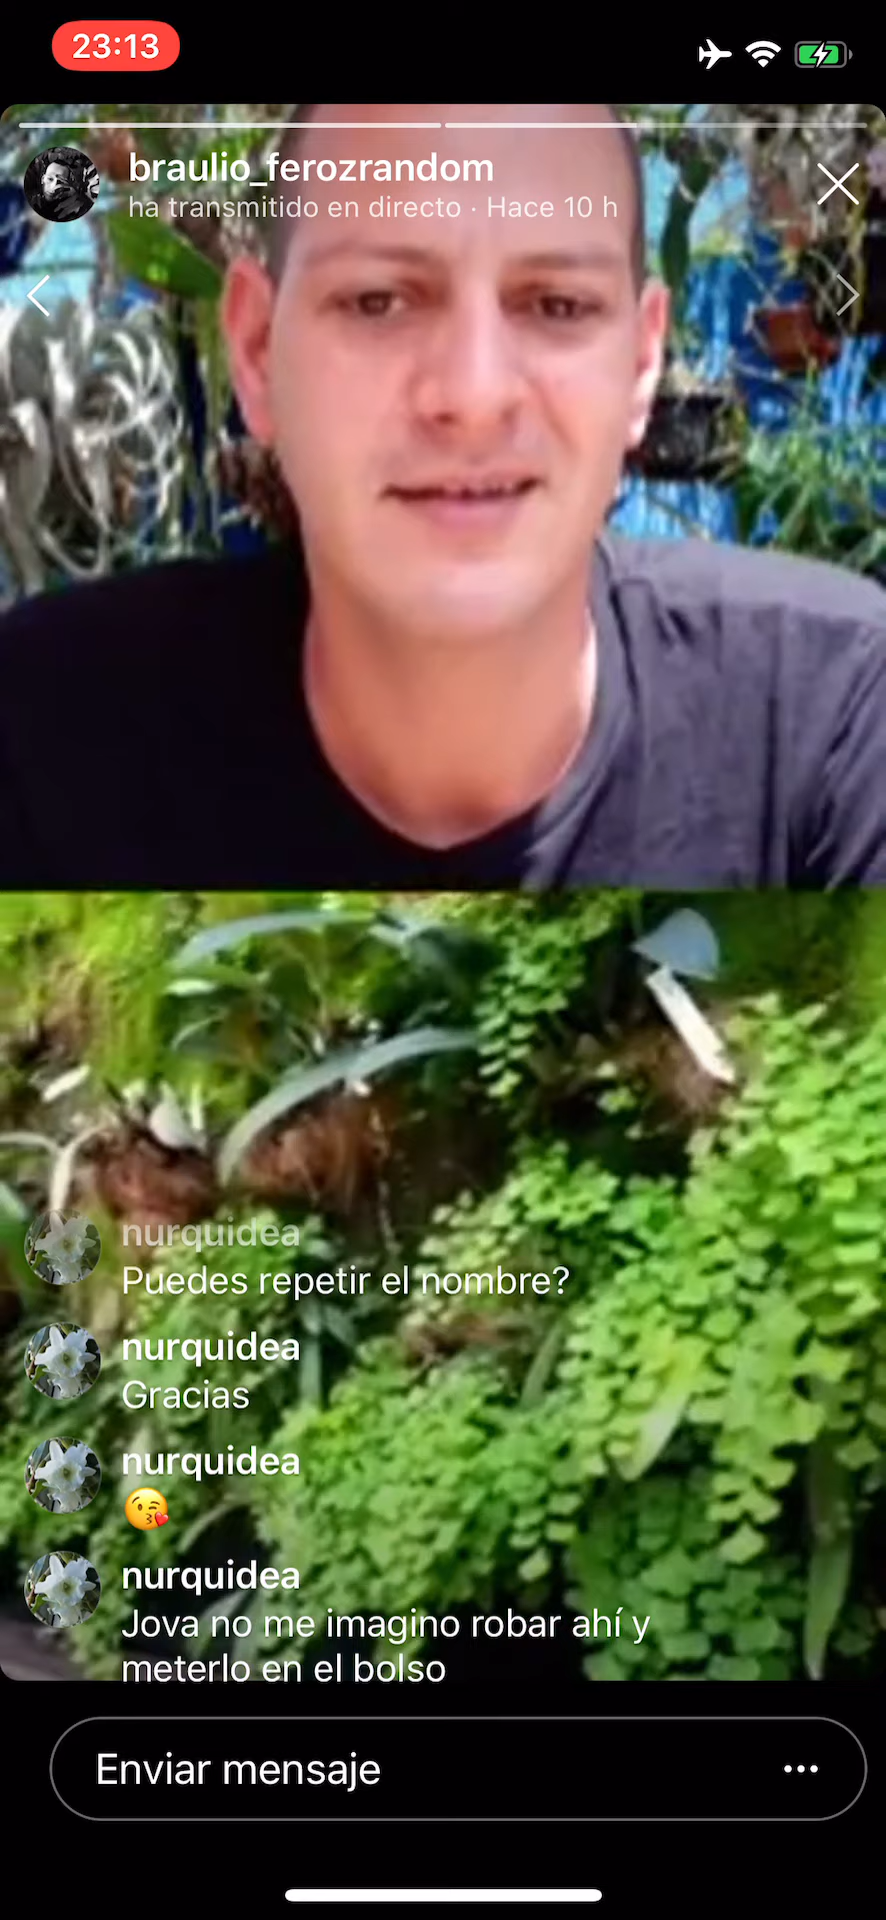 23:13
braulio_ferozrandom
ha transmitido en directo · Hace 10 h
nurquidea
Puedes repetir el nombre?
nurquidea
Gracias
nurquidea
😘
nurquidea
Jova no me imagino robar ahí y
meterlo en el bolso
Enviar mensaje